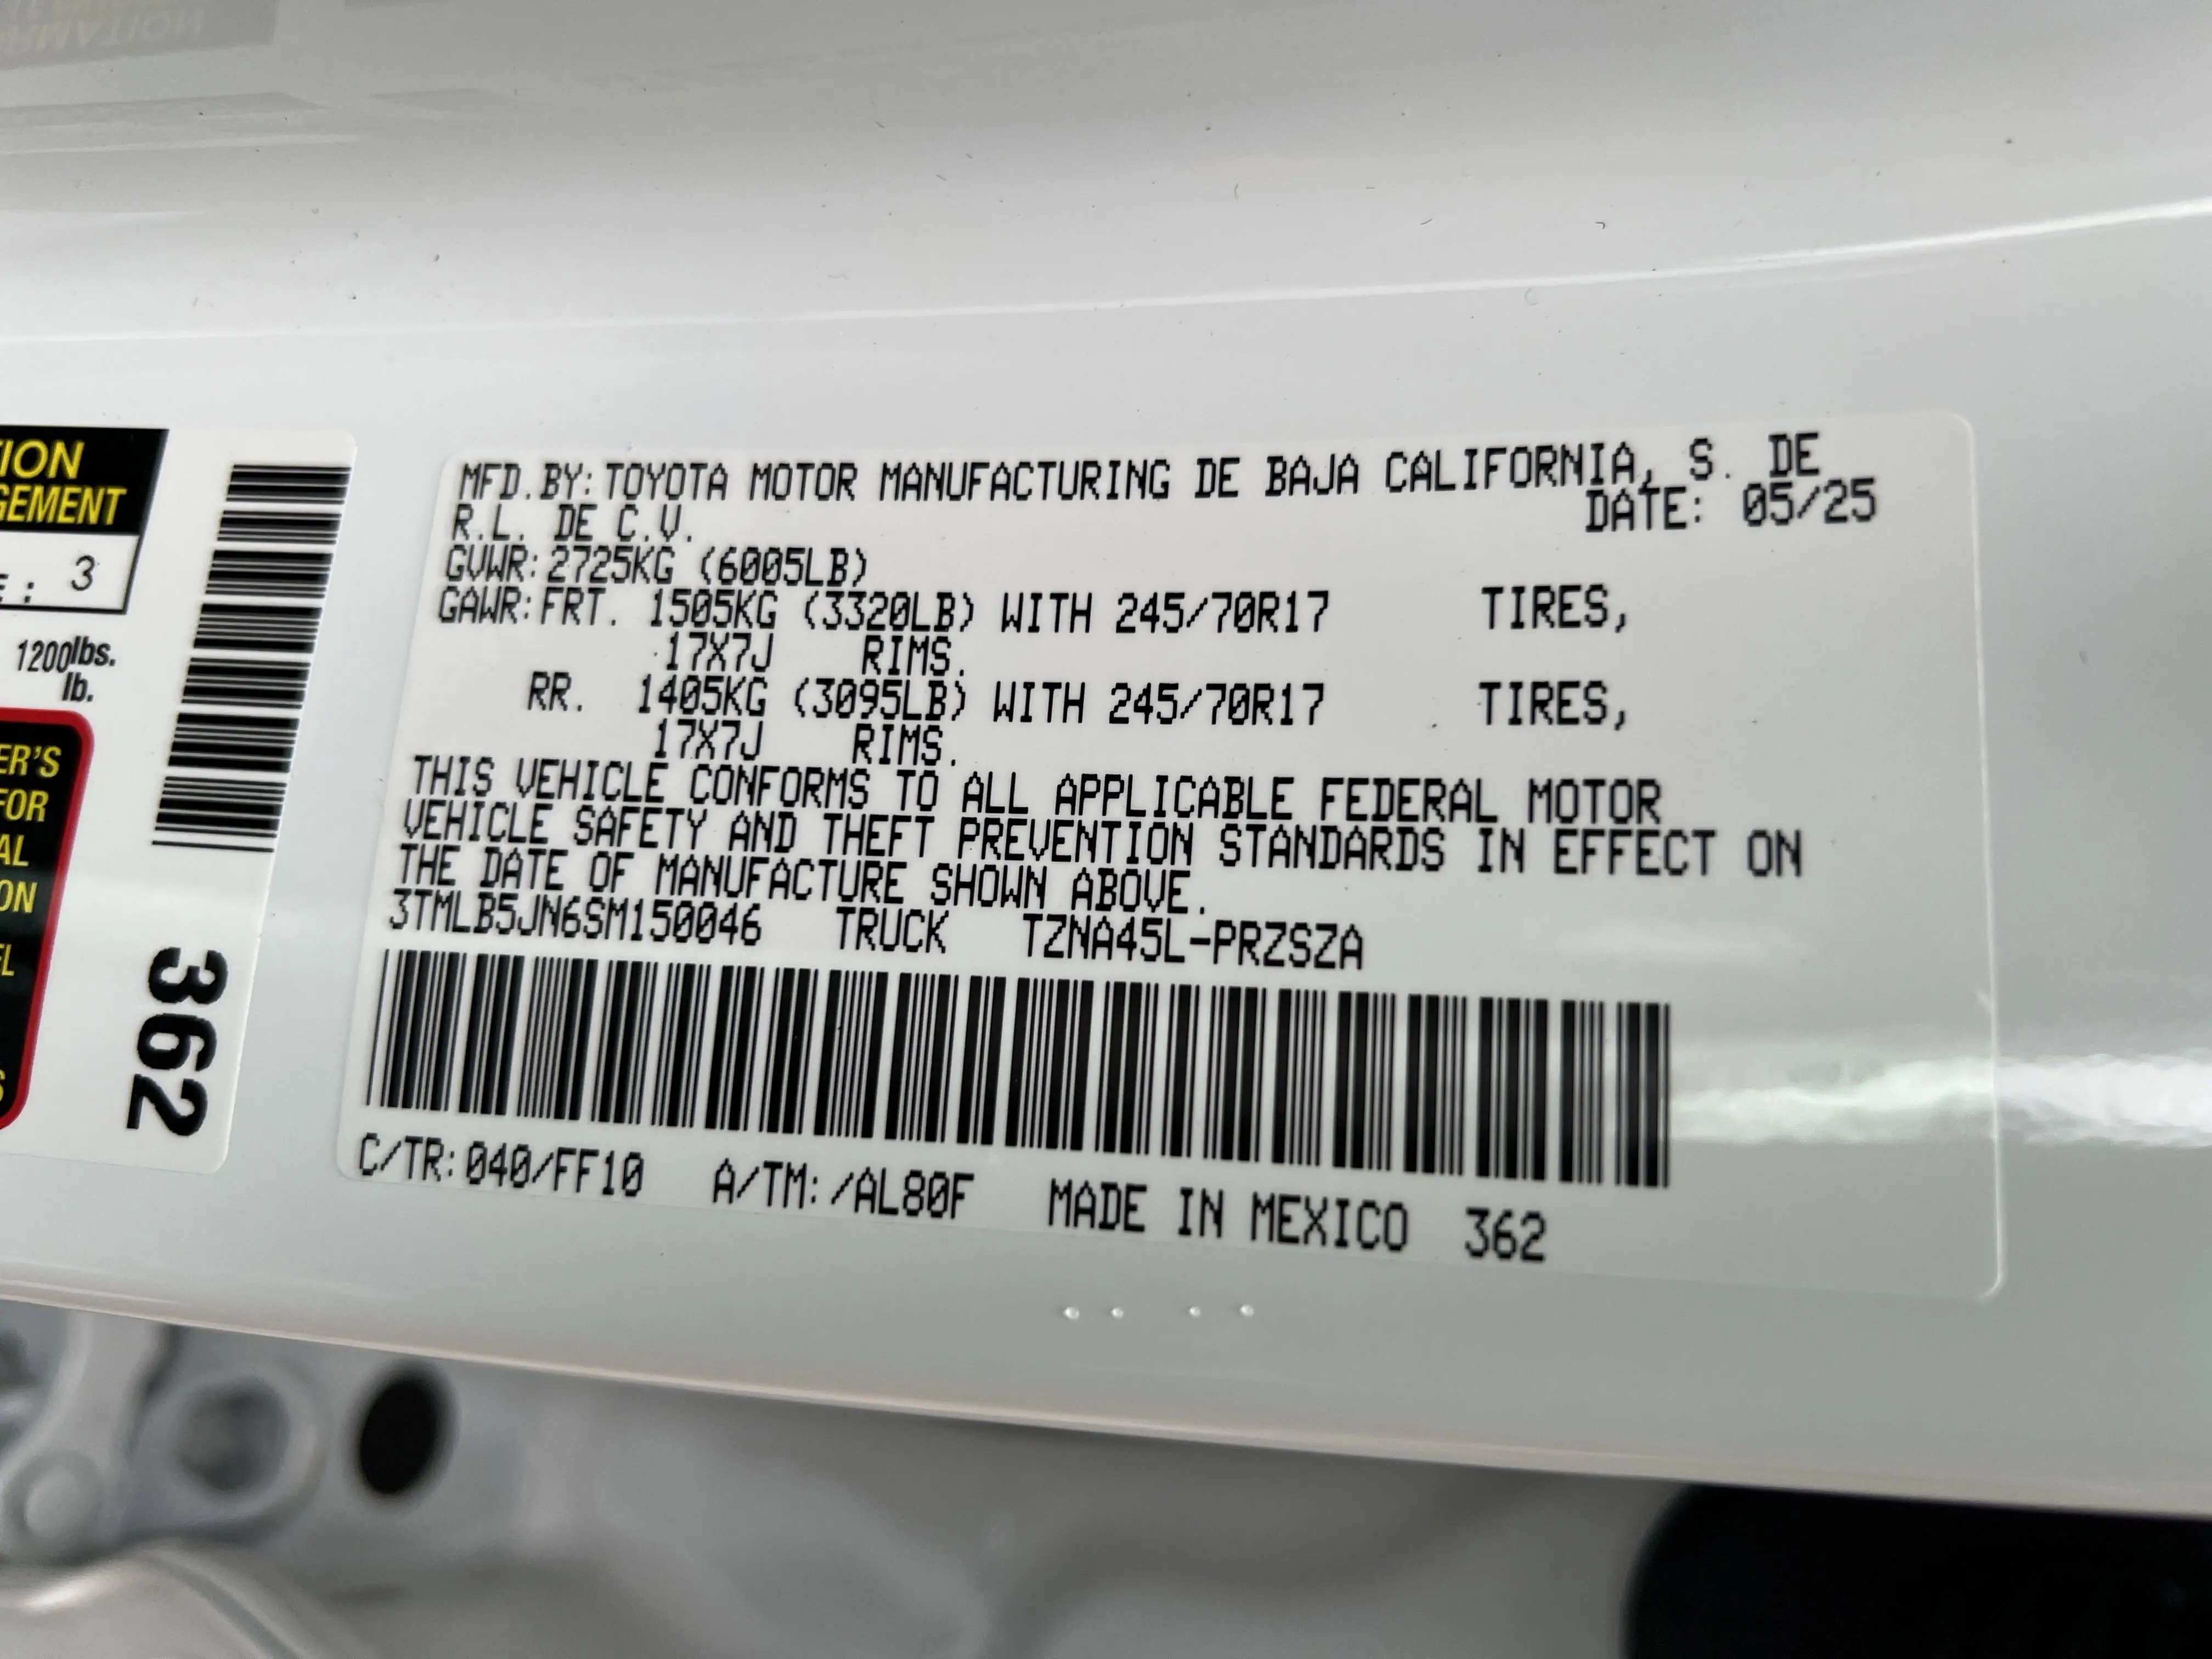 MFD.BY:TOYOTA MOTOR MANUFACTURING DE BAJA CALIFORNIA, S. DE
R.L. DE C.V. DATE: 05/25
GVWR:2725KG (6005LB)
GAWR:FRT. 1505KG (3320LB) WITH 245/70R17 TIRES,
17X7J RIMS.
RR. 1405KG (3095LB) WITH 245/70R17 TIRES,
17X7J RIMS.
THIS VEHICLE CONFORMS TO ALL APPLICABLE FEDERAL MOTOR
VEHICLE SAFETY AND THEFT PREVENTION STANDARDS IN EFFECT ON
THE DATE OF MANUFACTURE SHOWN ABOVE.
3TMLB5JN6SM150046 TRUCK TZNA45L-PRZSZA
C/TR:040/FF10 A/TM:/AL80F MADE IN MEXICO 362
GEMENT
: 3
1200lbs.
lb.
ER'S
FOR
AL
ON
362